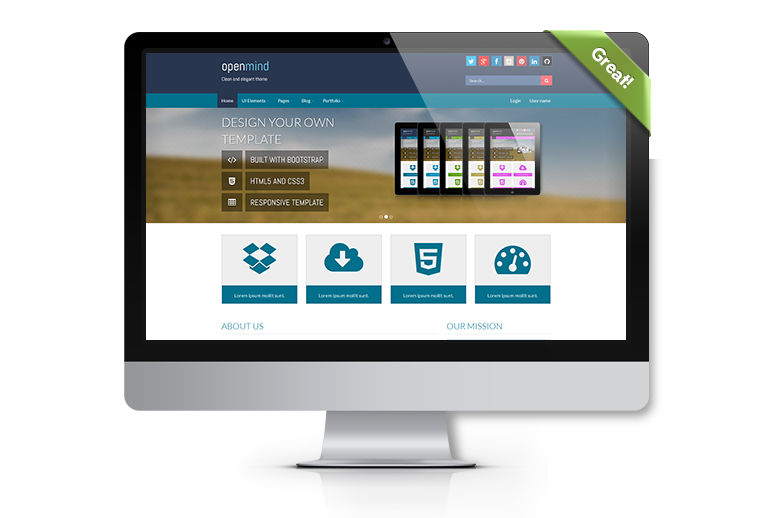 Great!
openmind
Clean and elegant theme
Search...
Home UI Elements Pages Blog Portfolio Login User name
DESIGN YOUR OWN
TEMPLATE
BUILT WITH BOOTSTRAP
HTML5 AND CSS3
RESPONSIVE TEMPLATE
Lorem ipsum mollit sunt. Lorem ipsum mollit sunt. Lorem ipsum mollit sunt. Lorem ipsum mollit sunt.
ABOUT US OUR MISSION